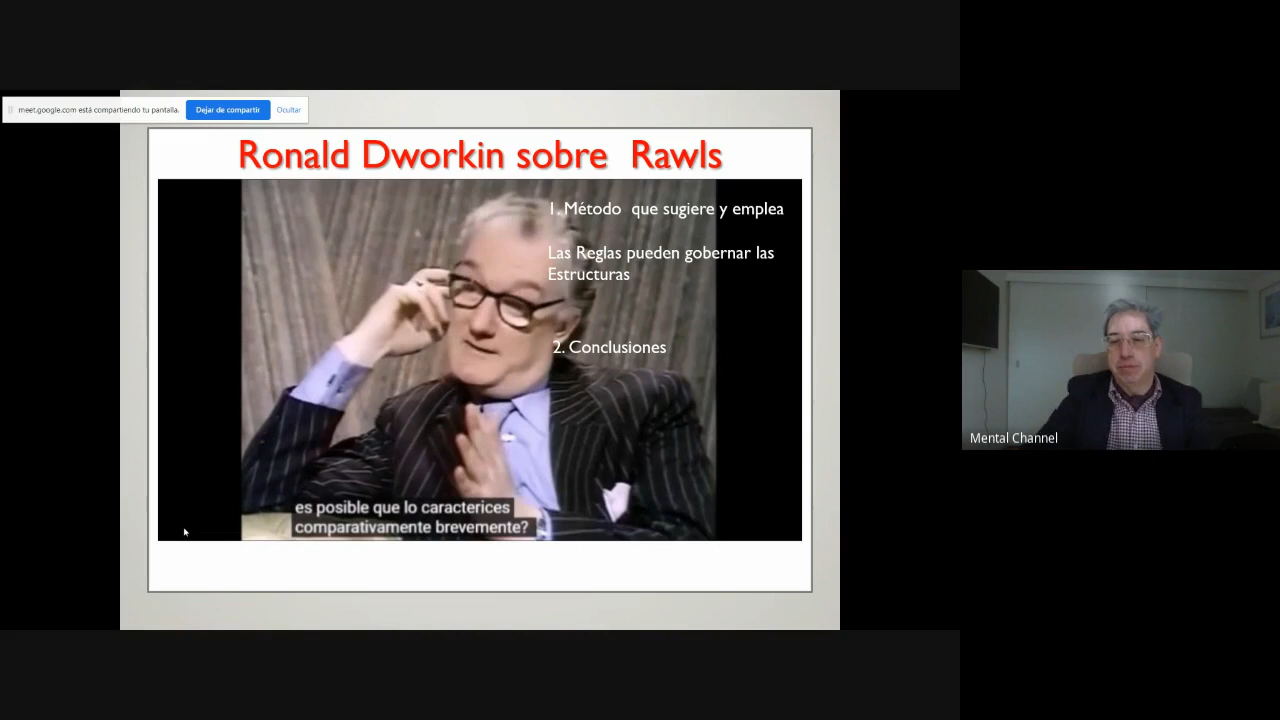 meet.google.com está compartiendo tu pantalla.
Dejar de compartir
Ocultar
Ronald Dworkin sobre Rawls
1. Método que sugiere y emplea
Las Reglas pueden gobernar las
Estructuras
2. Conclusiones
es posible que lo caracterices
comparativamente brevemente?
Mental Channel